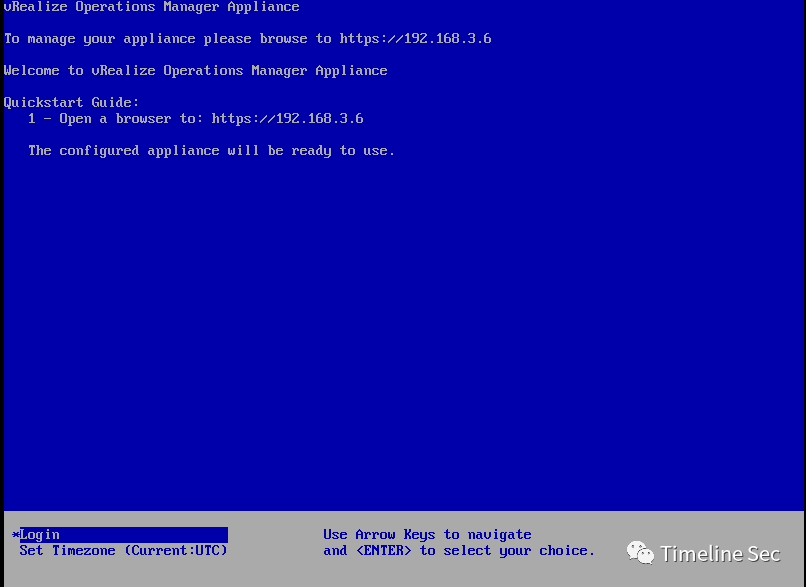 vRealize Operations Manager Appliance
To manage your appliance please browse to https://192.168.3.6
Welcome to vRealize Operations Manager Appliance
Quickstart Guide:
1 - Open a browser to: https://192.168.3.6
The configured appliance will be ready to use.
*Login
Set Timezone (Current:UTC)
Use Arrow Keys to navigate
and <ENTER> to select your choice.
Timeline Sec